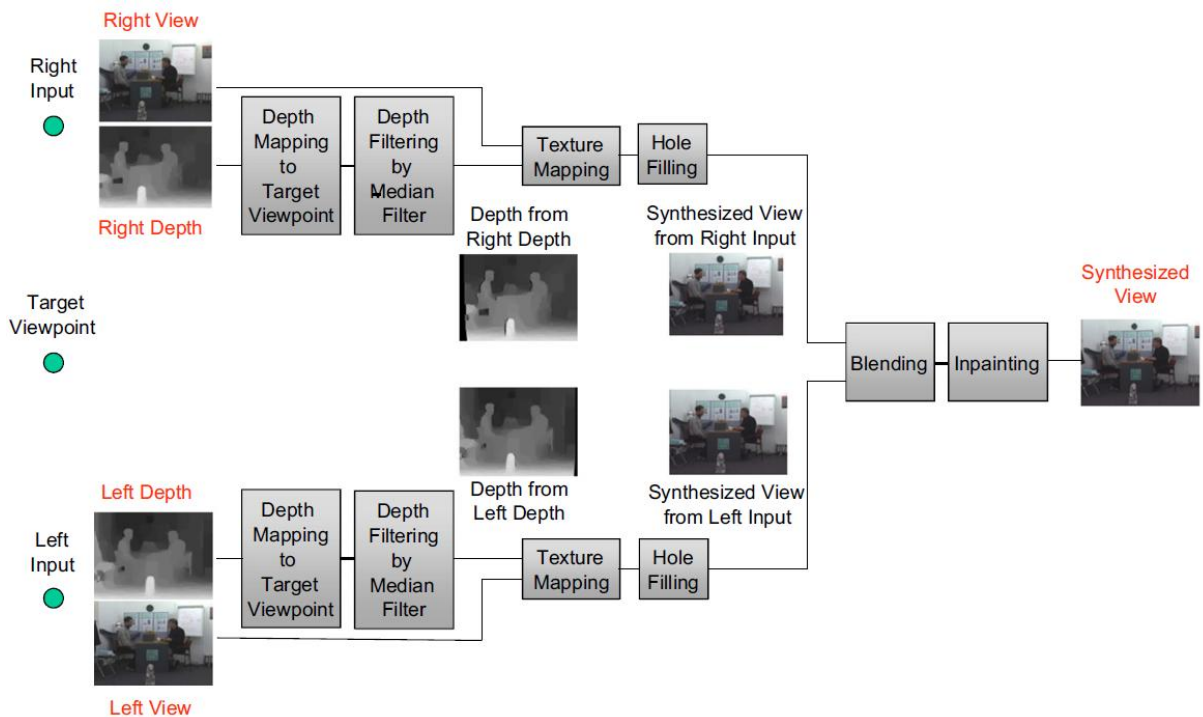 Right View
Right
Input
Depth
Mapping
to
Target
Viewpoint
Depth
Filtering
by
Median
Filter
Texture
Mapping
Hole
Filling
Right Depth
Depth from
Right Depth
Synthesized View
from Right Input
Target
Viewpoint
Synthesized
View
Blending
Inpainting
Left Depth
Depth from
Left Depth
Synthesized View
from Left Input
Left
Input
Depth
Mapping
to
Target
Viewpoint
Depth
Filtering
by
Median
Filter
Texture
Mapping
Hole
Filling
Left View